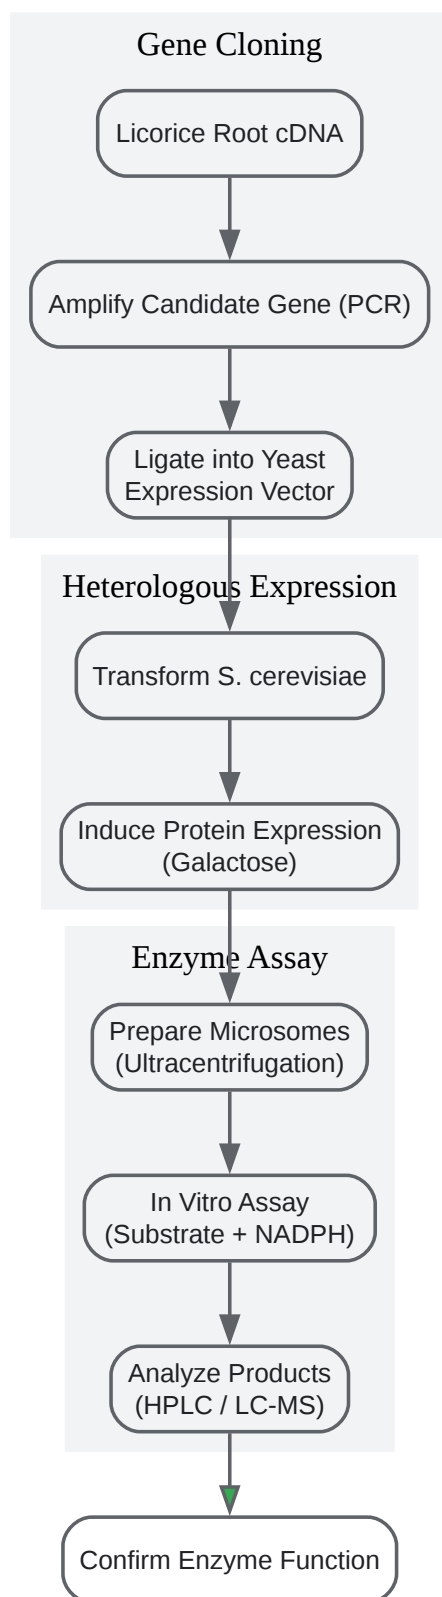 Gene Cloning
Licorice Root cDNA
Amplify Candidate Gene (PCR)
Ligate into Yeast
Expression Vector
Heterologous Expression
Transform S. cerevisiae
Induce Protein Expression
(Galactose)
Enzyme Assay
Prepare Microsomes
(Ultracentrifugation)
In Vitro Assay
(Substrate + NADPH)
Analyze Products
(HPLC / LC-MS)
Confirm Enzyme Function